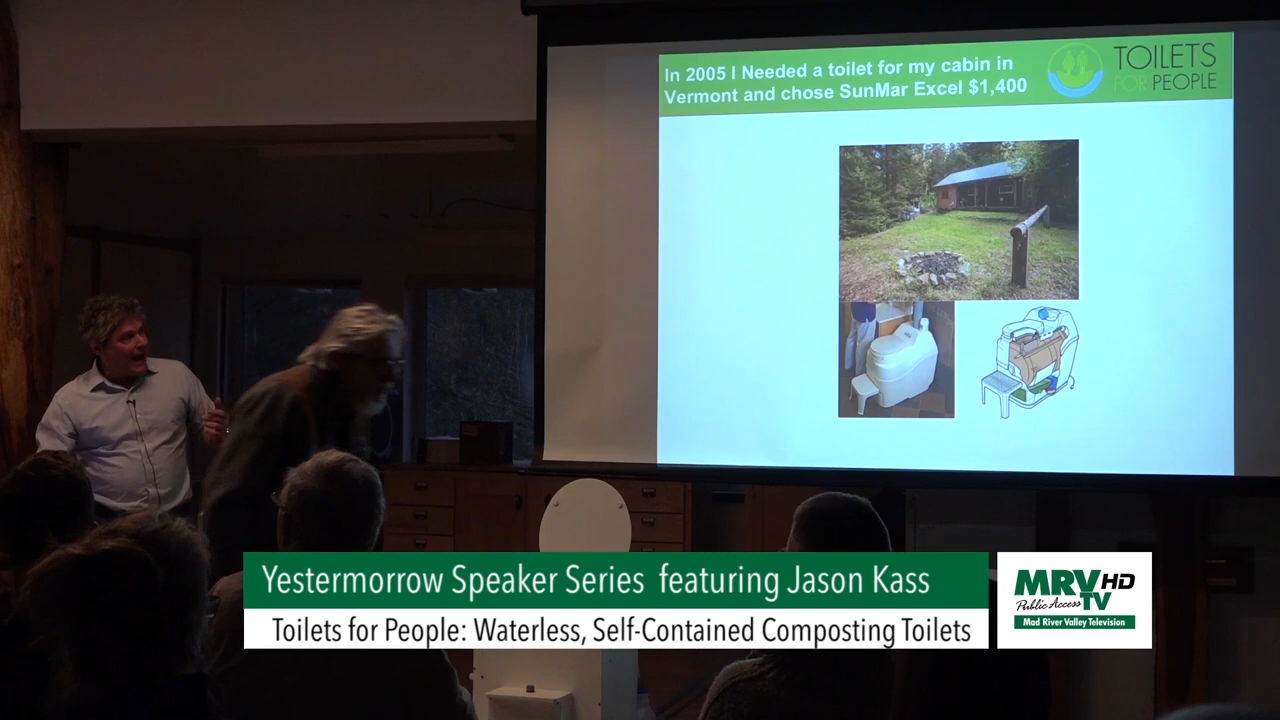 In 2005 I Needed a toilet for my cabin in
Vermont and chose SunMar Excel $1,400
TOILETS
FOR PEOPLE
Yestermorrow Speaker Series featuring Jason Kass
Toilets for People: Waterless, Self-Contained Composting Toilets
MRV HD
Public Access TV
Mad River Valley Television